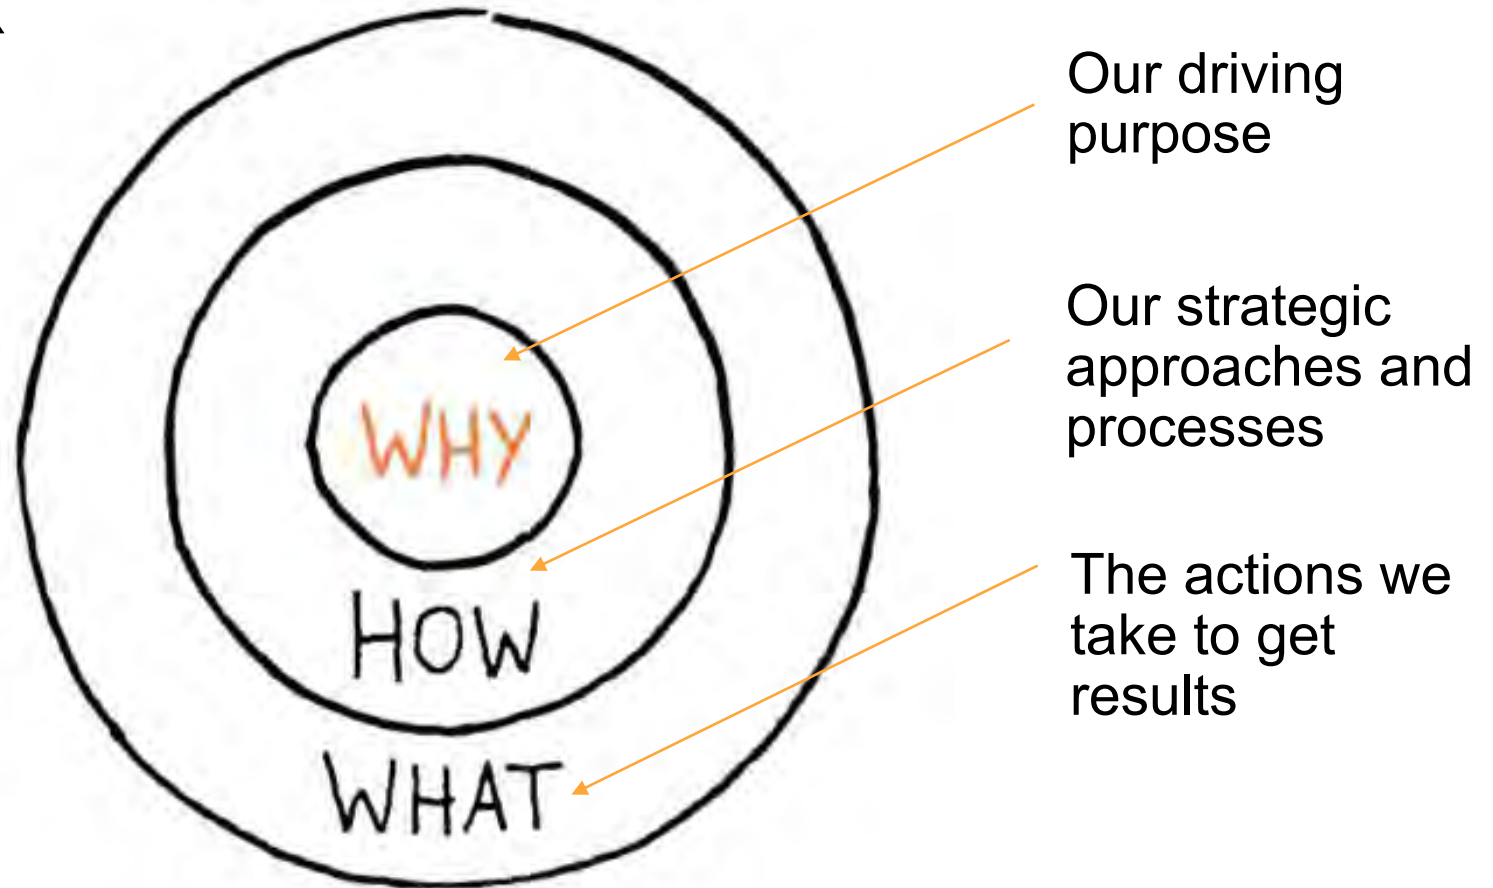 Our driving
purpose
Our strategic
approaches and
processes
WHY
HOW
The actions we
take to get
results
WHAT